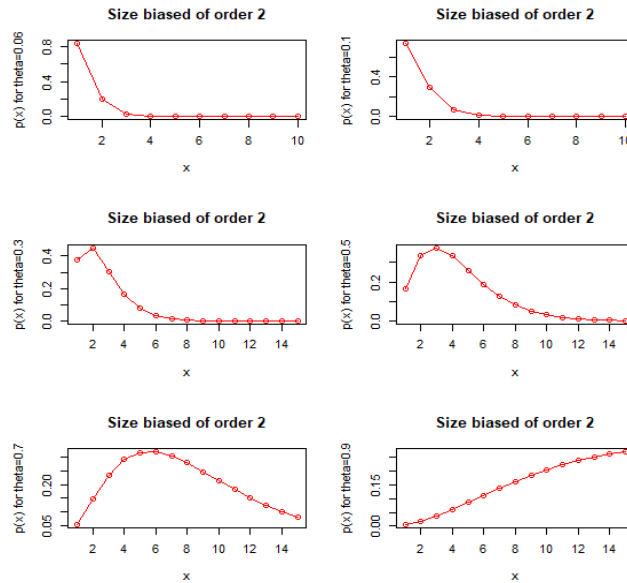 Size biased of order 2
p(x) for theta=0.06
0.0 0.4 0.8
2 4 6 8 10
x
Size biased of order 2
p(x) for theta=0.1
0.0 0.4
2 4 6 8 10
x
Size biased of order 2
p(x) for theta=0.3
0.0 0.2 0.4
2 4 6 8 10 12 14
x
Size biased of order 2
p(x) for theta=0.5
0.0 0.2
2 4 6 8 10 12 14
x
Size biased of order 2
p(x) for theta=0.7
0.05 0.20
2 4 6 8 10 12 14
x
Size biased of order 2
p(x) for theta=0.9
0.00 0.15
2 4 6 8 10 12 14
x